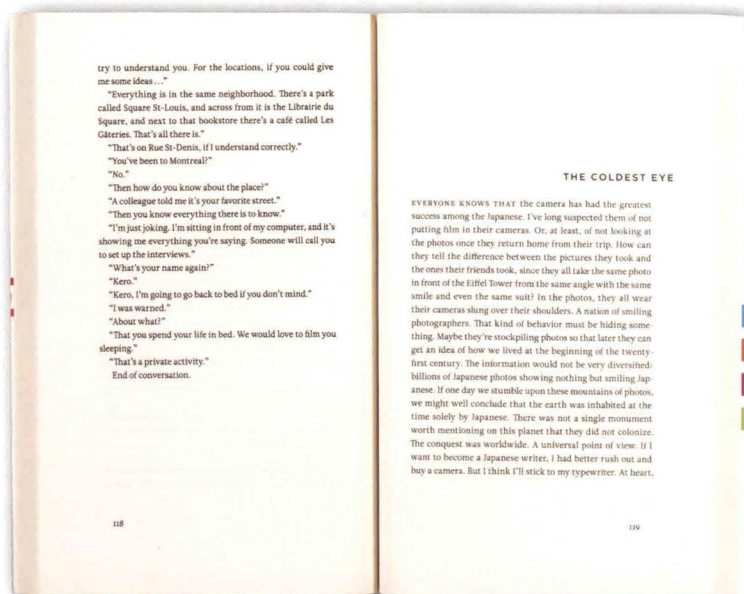 try to understand you. For the locations, if you could give
me some ideas…"
"Everything is in the same neighborhood. There's a park
called Square St-Louis, and across from it is the Librairie du
Square, and next to that bookstore there's a café called Les
Gâteries. That's all there is."
"That's on Rue St-Denis, if I understand correctly."
"You've been to Montreal?"
"No."
"Then how do you know about the place?"
"A colleague told me it's your favorite street."
"Then you know everything there is to know."
"I'm just joking. I'm sitting in front of my computer, and it's
showing me everything you're saying. Someone will call you
to set up the interviews."
"What's your name again?"
"Kero."
"Kero, I'm going to go back to bed if you don't mind."
"I was warned."
"About what?"
"That you spend your life in bed. We would love to film you
sleeping."
"That's a private activity."
End of conversation.
118
THE COLDEST EYE
EVERYONE KNOWS THAT the camera has had the greatest
success among the Japanese. I've long suspected them of not
putting film in their cameras. Or, at least, of not looking at
the photos once they return home from their trip. How can
they tell the difference between the pictures they took and
the ones their friends took, since they all take the same photo
in front of the Eiffel Tower from the same angle with the same
smile and even the same suit? In the photos, they all wear
their cameras slung over their shoulders. A nation of smiling
photographers. That kind of behavior must be hiding some-
thing. Maybe they're stockpiling photos so that later they can
get an idea of how we lived at the beginning of the twenty-
first century. The information would not be very diversified:
billions of Japanese photos showing nothing but smiling Jap-
anese. If one day we stumble upon these mountains of photos,
we might well conclude that the earth was inhabited at the
time solely by Japanese. There was not a single monument
worth mentioning on this planet that they did not colonize.
The conquest was worldwide. A universal point of view. If I
want to become a Japanese writer, I had better rush out and
buy a camera. But I think I'll stick to my typewriter. At heart,
119